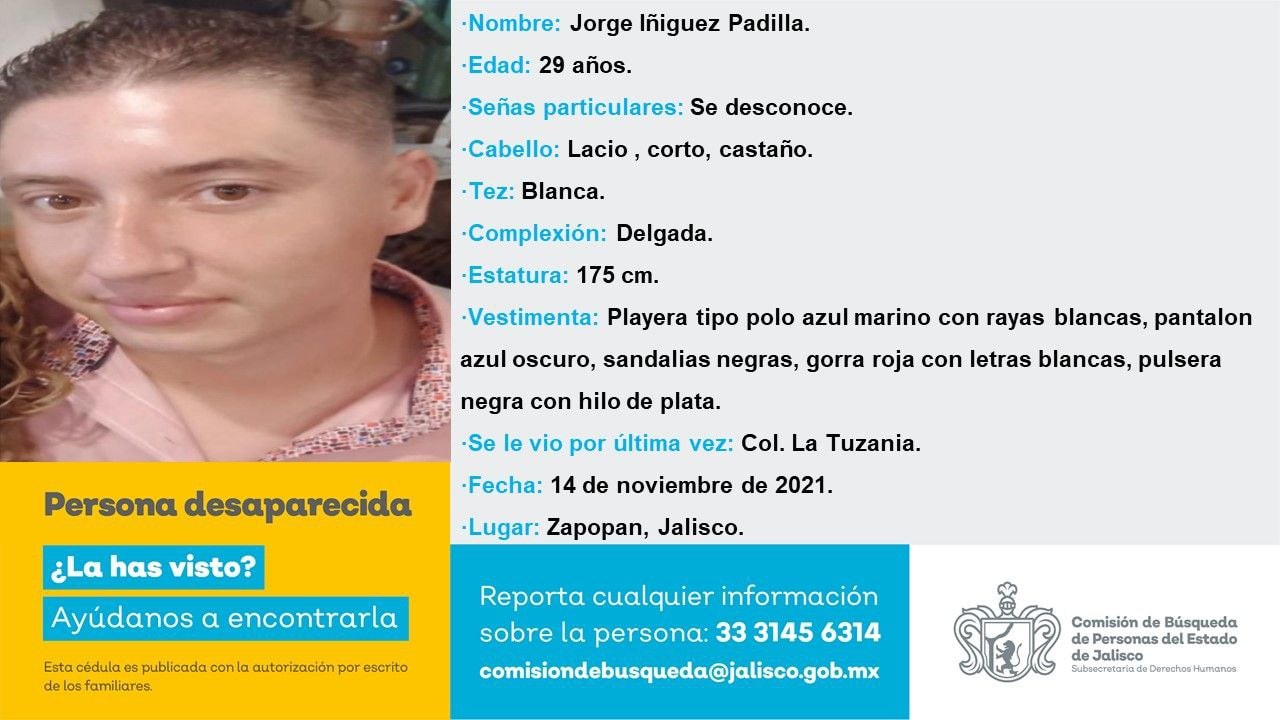 ·Nombre: Jorge Iñiguez Padilla.
·Edad: 29 años.
·Señas particulares: Se desconoce.
·Cabello: Lacio , corto, castaño.
·Tez: Blanca.
·Complexión: Delgada.
·Estatura: 175 cm.
·Vestimenta: Playera tipo polo azul marino con rayas blancas, pantalon
azul oscuro, sandalias negras, gorra roja con letras blancas, pulsera
negra con hilo de plata.
·Se le vio por última vez: Col. La Tuzania.
·Fecha: 14 de noviembre de 2021.
·Lugar: Zapopan, Jalisco.
Persona desaparecida
¿La has visto?
Ayúdanos a encontrarla
Esta cédula es publicada con la autorización por escrito
de los familiares.
Reporta cualquier información
sobre la persona: 33 3145 6314
comisiondebusqueda@jalisco.gob.mx
Comisión de Búsqueda
de Personas del Estado
de Jalisco
Subsecretaría de Derechos Humanos